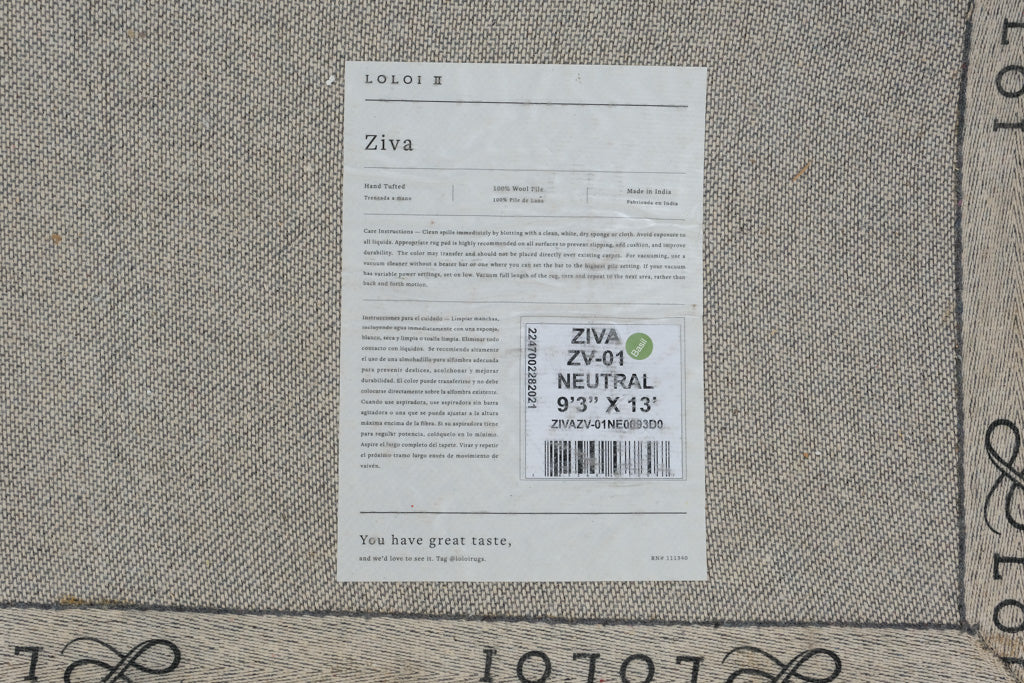 LOLOI II
Ziva
Hand Tufted
Trenzada a mano
100% Wool Pile
100% Pile de Lana
Made in India
Fabricada en India
Care Instructions — Clean spills immediately by blotting with a clean, white, dry sponge or cloth. Avoid exposure to
all liquids. Appropriate rug pad is highly recommended on all surfaces to prevent slipping, add cushion, and improve
durability. The color may transfer and should not be placed directly over existing carpet. For vacuuming, use a
vacuum cleaner without a beater bar or one where you can set the bar to the highest pile setting. If your vacuum
has variable power settings, set on low. Vacuum full length of the rug, turn and repeat to the next area, rather than
back and forth motion.
Instrucciones para el cuidado — Limpiar manchas,
incluyendo agua immediacamente con una esponja,
blanco, seca y limpia o toalla limpia. Eliminar todo
contacto con líquidos. Se recomienda altamente
el uso de una almohadilla para alfombra adecuada
para prevenir deslices, acolchonar y mejorar
durabilidad. El color puede transferirse y no debe
colocarse directamente sobre la alfombra existente.
Cuando use aspiradora, use aspiradora sin barra
agitadora o una que se pueda ajustar a la altura
máxima encima de la fibra. Si su aspiradora tiene
para regular potencia, colóquelo en lo mínimo.
Aspire el largo completo del tapete. Virar y repetir
el próximo tramo largo envés de movimiento de
vaivén.
2247002282021
ZIVA
Basil
ZV-01
NEUTRAL
9'3" X 13'
ZIVAZV-01NE0093D0
You have great taste,
and we'd love to see it. Tag @loloirugs.
RN# 111340
LOI
LO
LOLOI